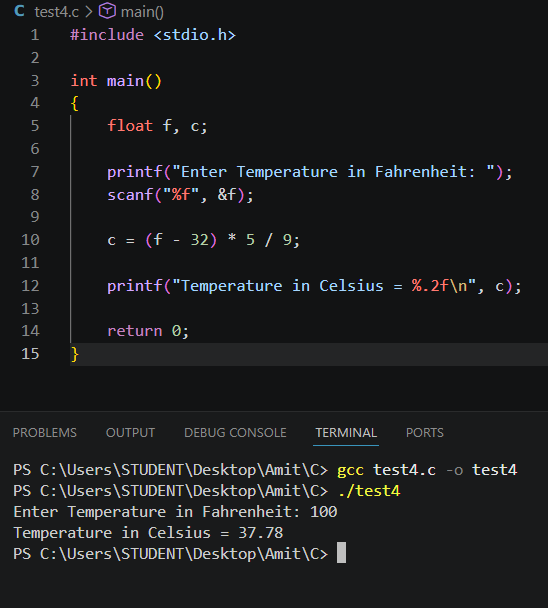 C test4.c > main()
1 #include <stdio.h>
2
3 int main()
4 {
5     float f, c;
6
7     printf("Enter Temperature in Fahrenheit: ");
8     scanf("%f", &f);
9
10     c = (f - 32) * 5 / 9;
11
12     printf("Temperature in Celsius = %.2f\n", c);
13
14     return 0;
15 }
PROBLEMS OUTPUT DEBUG CONSOLE TERMINAL PORTS
PS C:\Users\STUDENT\Desktop\Amit\C> gcc test4.c -o test4
PS C:\Users\STUDENT\Desktop\Amit\C> ./test4
Enter Temperature in Fahrenheit: 100
Temperature in Celsius = 37.78
PS C:\Users\STUDENT\Desktop\Amit\C>